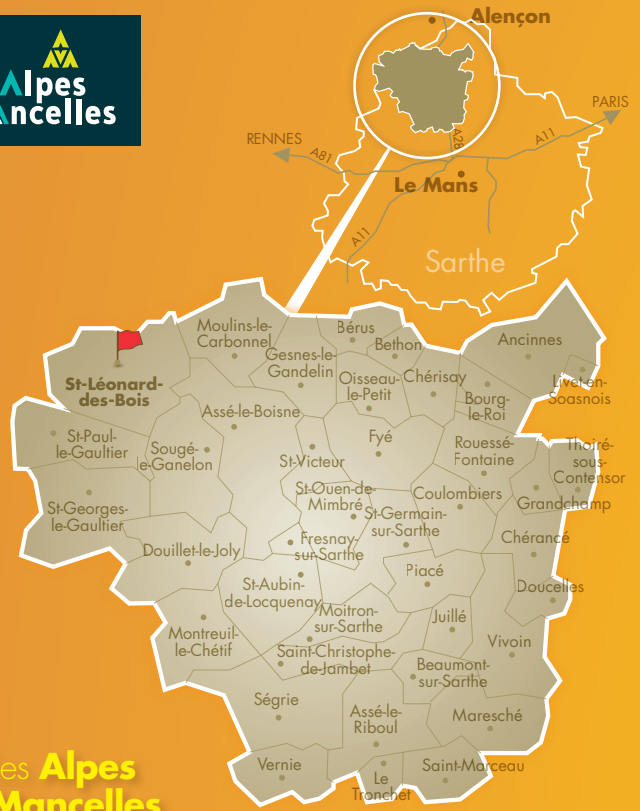 Alpes
ancelles
Alençon
PARIS
RENNES
A81
A28
A11
Le Mans
A11
Sarthe
Moulins-le-
Carbonnel
Bérus
Bethon
Ancinnes
Gesnes-le-
Gandelin
Oisseau-
le-Petit
Chérisay
St-Léonard-
des-Bois
Livet-en-
Soasnois
Bourg-
le-Roi
Assé-le-Boisne
St-Paul-
le-Gaultier
Sougé-
le-Ganelon
St-Victeur
Fyé
Rouessé-
Fontaine
Thoiré-
sous-
Contensor
St-Georges-
le-Gaultier
St-Ouen-de-
Mimbré
Coulombiers
Grandchamp
St-Germain-
sur-Sarthe
Douillet-le-Joly
Fresnay-
sur-Sarthe
Chérancé
Piacé
St-Aubin-
de-Locquenay
Doucelles
Moitron-
sur-Sarthe
Juillé
Montreuil-
le-Chétif
Saint-Christophe-
de-Jambet
Vivoin
Beaumont-
sur-Sarthe
Ségrie
Assé-le-
Riboul
Maresché
Vernie
Le
Tronchet
Saint-Marceau
es Alpes
Mancelles